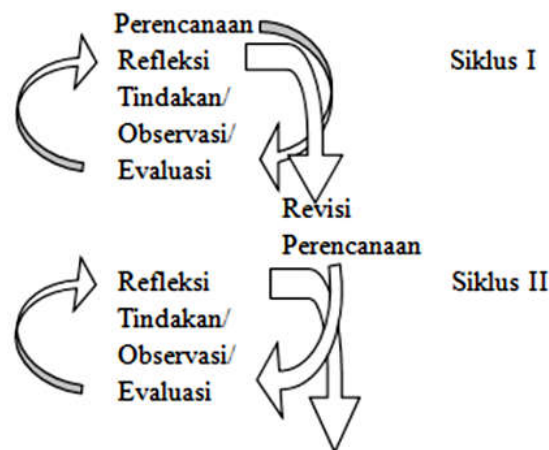 Perencanaan
Refleksi
Siklus I
Tindakan/
Observasi/
Evaluasi
Revisi
Perencanaan
Refleksi
Siklus II
Tindakan/
Observasi/
Evaluasi